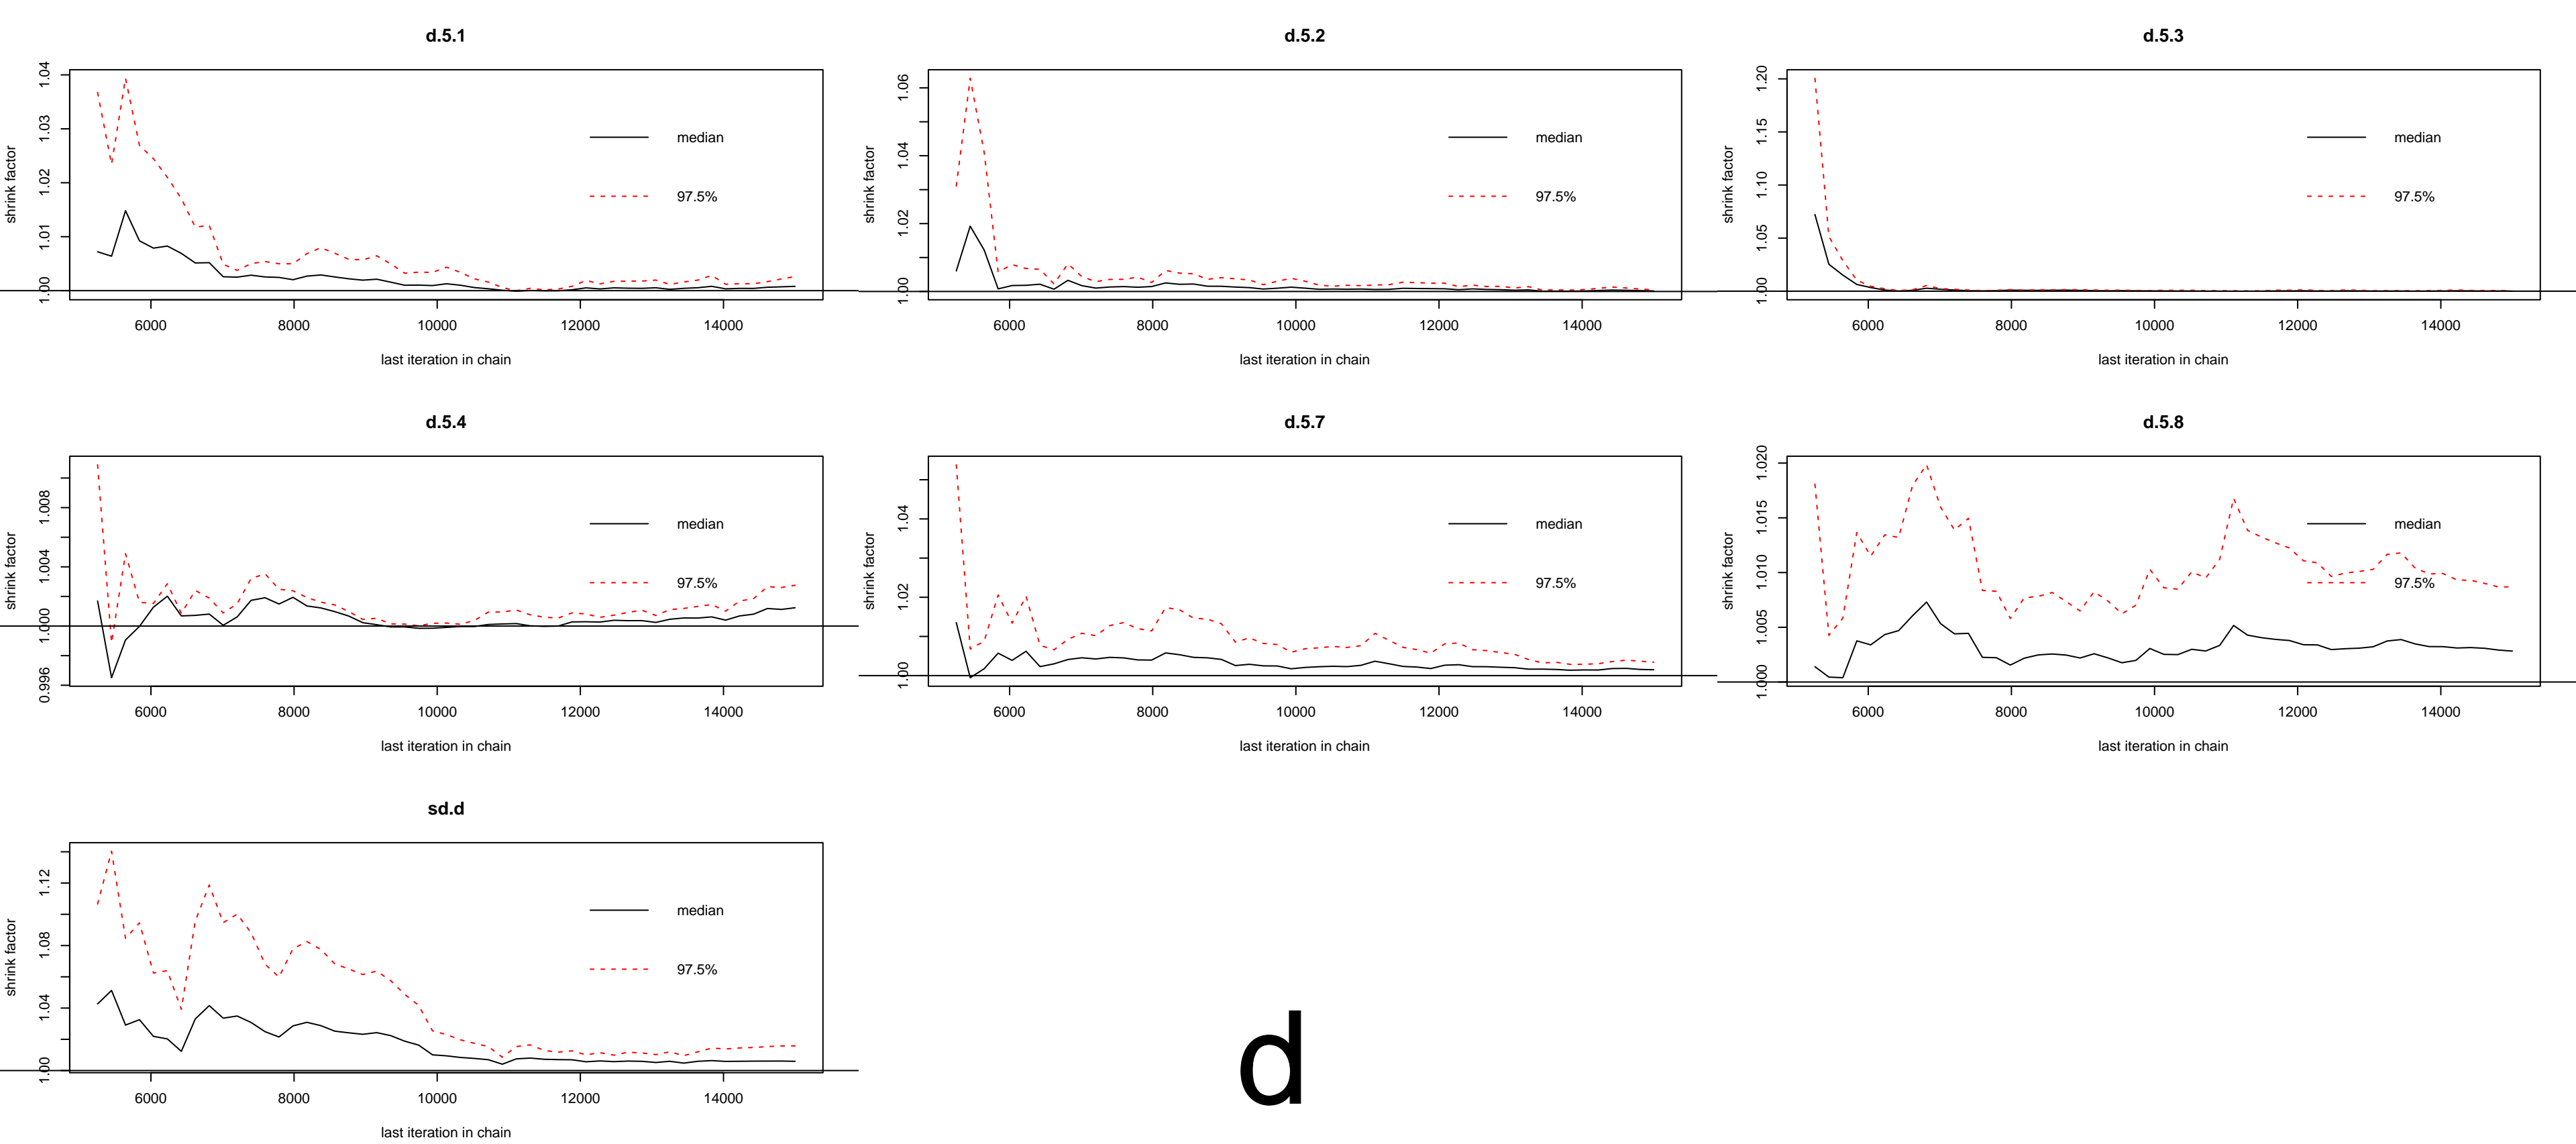 d.5.1
1.00 1.01 1.02 1.03 1.04
shrink factor
median
97.5%
6000 8000 10000 12000 14000
last iteration in chain
d.5.2
1.00 1.02 1.04 1.06
shrink factor
median
97.5%
6000 8000 10000 12000 14000
last iteration in chain
d.5.3
1.00 1.05 1.10 1.15 1.20
shrink factor
median
97.5%
6000 8000 10000 12000 14000
last iteration in chain
d.5.4
0.996 1.000 1.004 1.008
shrink factor
median
97.5%
6000 8000 10000 12000 14000
last iteration in chain
d.5.7
1.00 1.02 1.04
shrink factor
median
97.5%
6000 8000 10000 12000 14000
last iteration in chain
d.5.8
1.000 1.005 1.010 1.015 1.020
shrink factor
median
97.5%
6000 8000 10000 12000 14000
last iteration in chain
sd.d
1.00 1.04 1.08 1.12
shrink factor
median
97.5%
6000 8000 10000 12000 14000
last iteration in chain
d